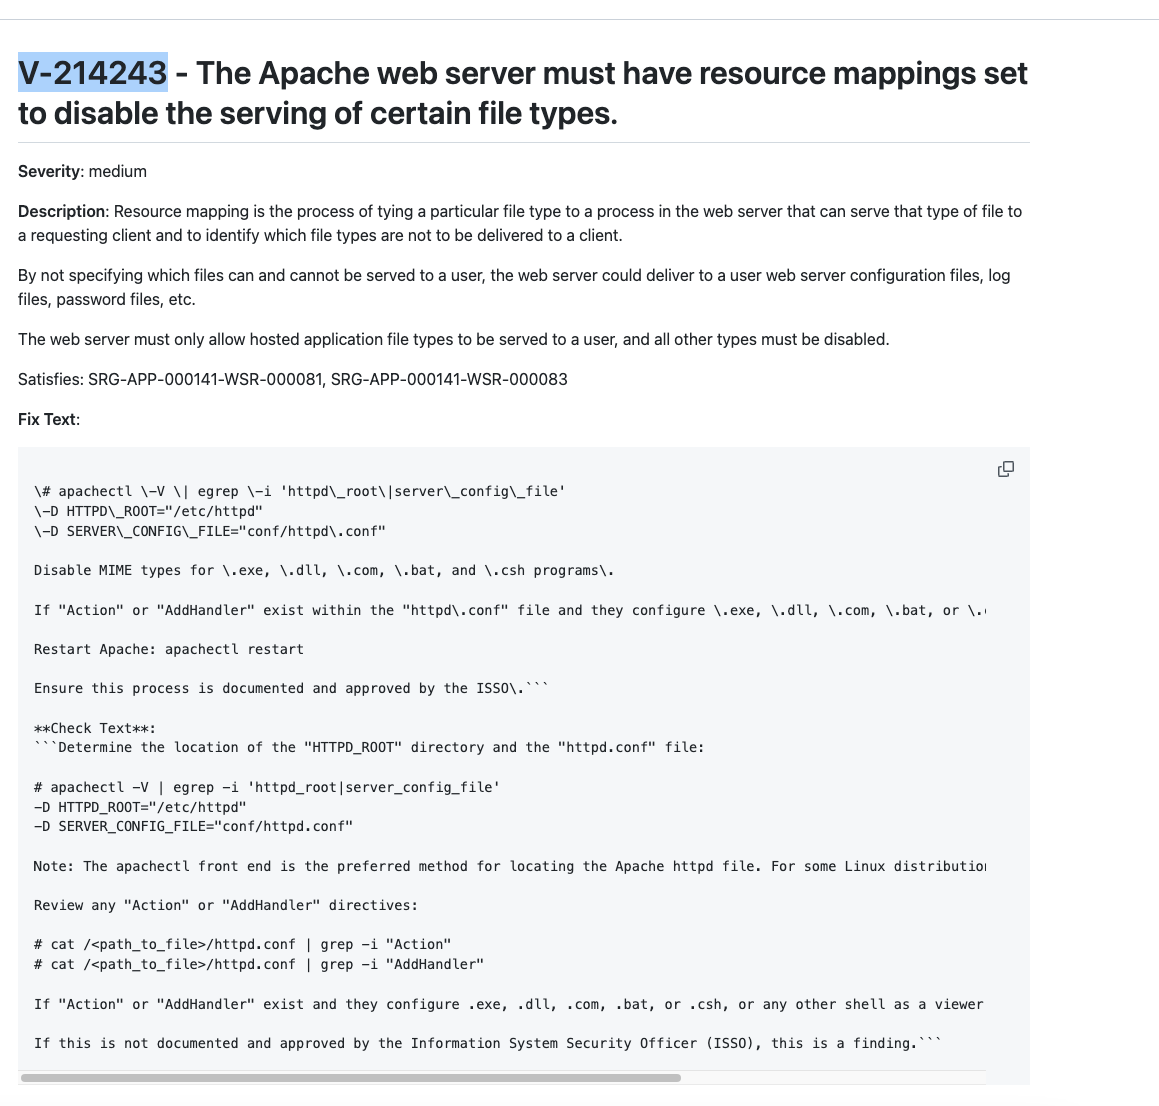 V-214243 - The Apache web server must have resource mappings set
to disable the serving of certain file types.
Severity: medium
Description: Resource mapping is the process of tying a particular file type to a process in the web server that can serve that type of file to
a requesting client and to identify which file types are not to be delivered to a client.
By not specifying which files can and cannot be served to a user, the web server could deliver to a user web server configuration files, log
files, password files, etc.
The web server must only allow hosted application file types to be served to a user, and all other types must be disabled.
Satisfies: SRG-APP-000141-WSR-000081, SRG-APP-000141-WSR-000083
Fix Text:
\# apachectl \-V \| egrep \-i 'httpd\_root\|server\_config\_file'
\-D HTTPD\_ROOT="/etc/httpd"
\-D SERVER\_CONFIG\_FILE="conf/httpd\.conf"
Disable MIME types for \.exe, \.dll, \.com, \.bat, and \.csh programs\.
If "Action" or "AddHandler" exist within the "httpd\.conf" file and they configure \.exe, \.dll, \.com, \.bat, or \.
Restart Apache: apachectl restart
Ensure this process is documented and approved by the ISSO\.```
**Check Text**:
```Determine the location of the "HTTPD_ROOT" directory and the "httpd.conf" file:
# apachectl -V | egrep -i 'httpd_root|server_config_file'
-D HTTPD_ROOT="/etc/httpd"
-D SERVER_CONFIG_FILE="conf/httpd.conf"
Note: The apachectl front end is the preferred method for locating the Apache httpd file. For some Linux distribution
Review any "Action" or "AddHandler" directives:
# cat /<path_to_file>/httpd.conf | grep -i "Action"
# cat /<path_to_file>/httpd.conf | grep -i "AddHandler"
If "Action" or "AddHandler" exist and they configure .exe, .dll, .com, .bat, or .csh, or any other shell as a viewer
If this is not documented and approved by the Information System Security Officer (ISSO), this is a finding.```